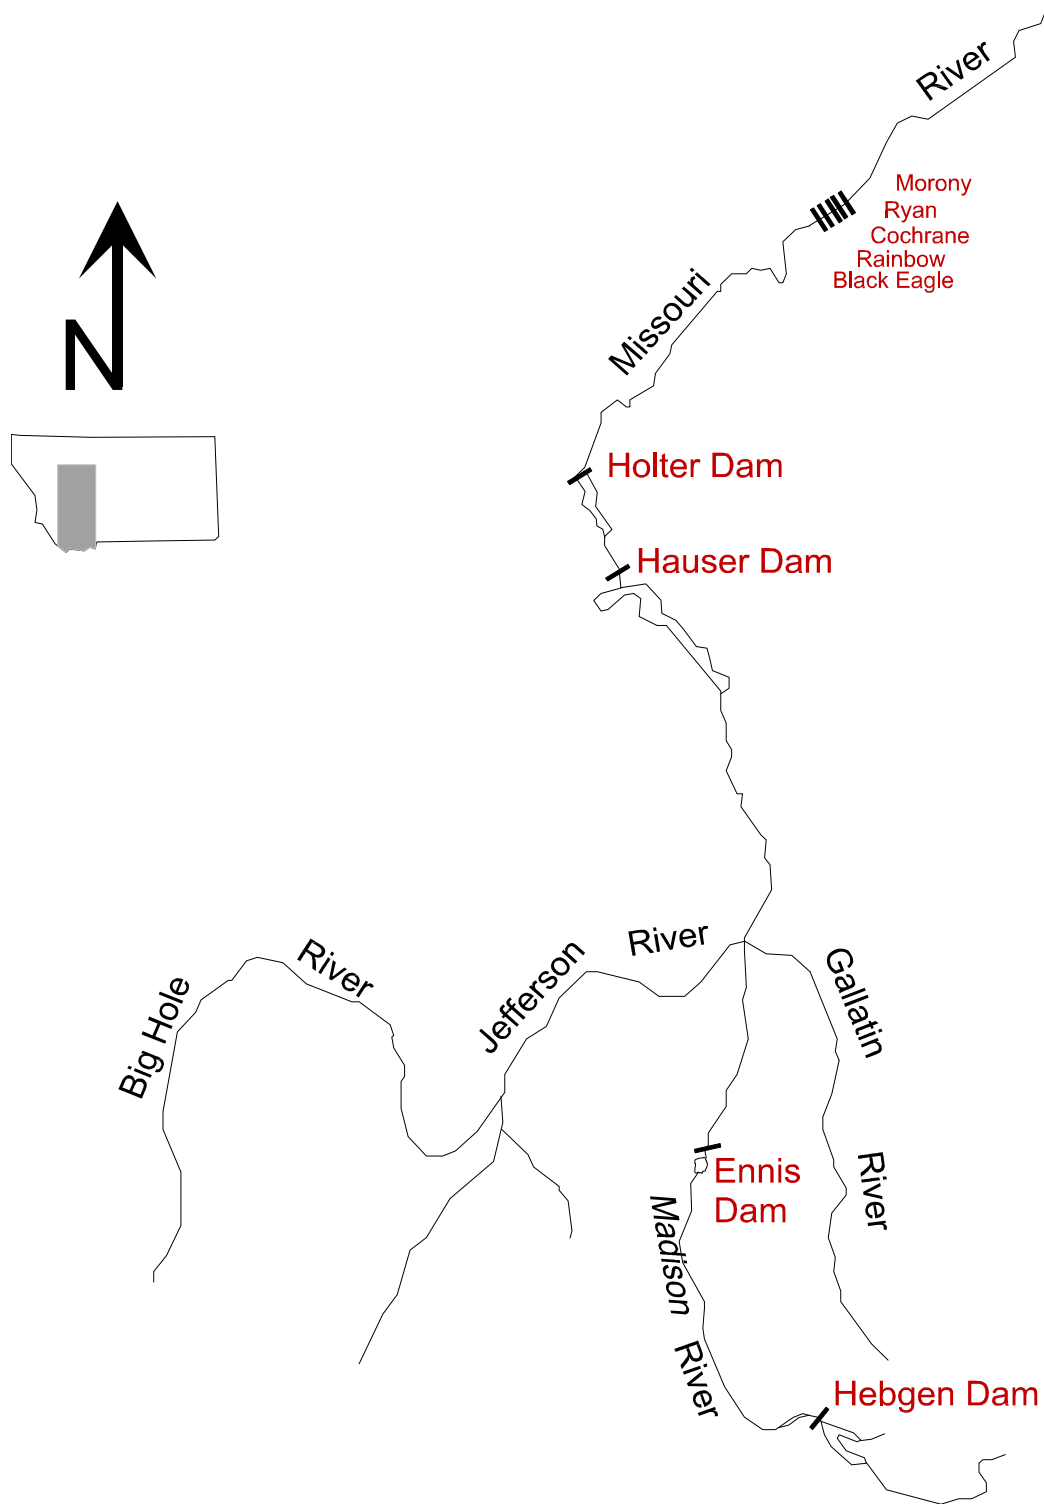 River
Morony
Ryan
Cochrane
Rainbow
Black Eagle
Missouri
N
Holter Dam
Hauser Dam
River
Jefferson
River
Big Hole
Gallatin
River
Ennis
Dam
Madison
River
Hebgen Dam